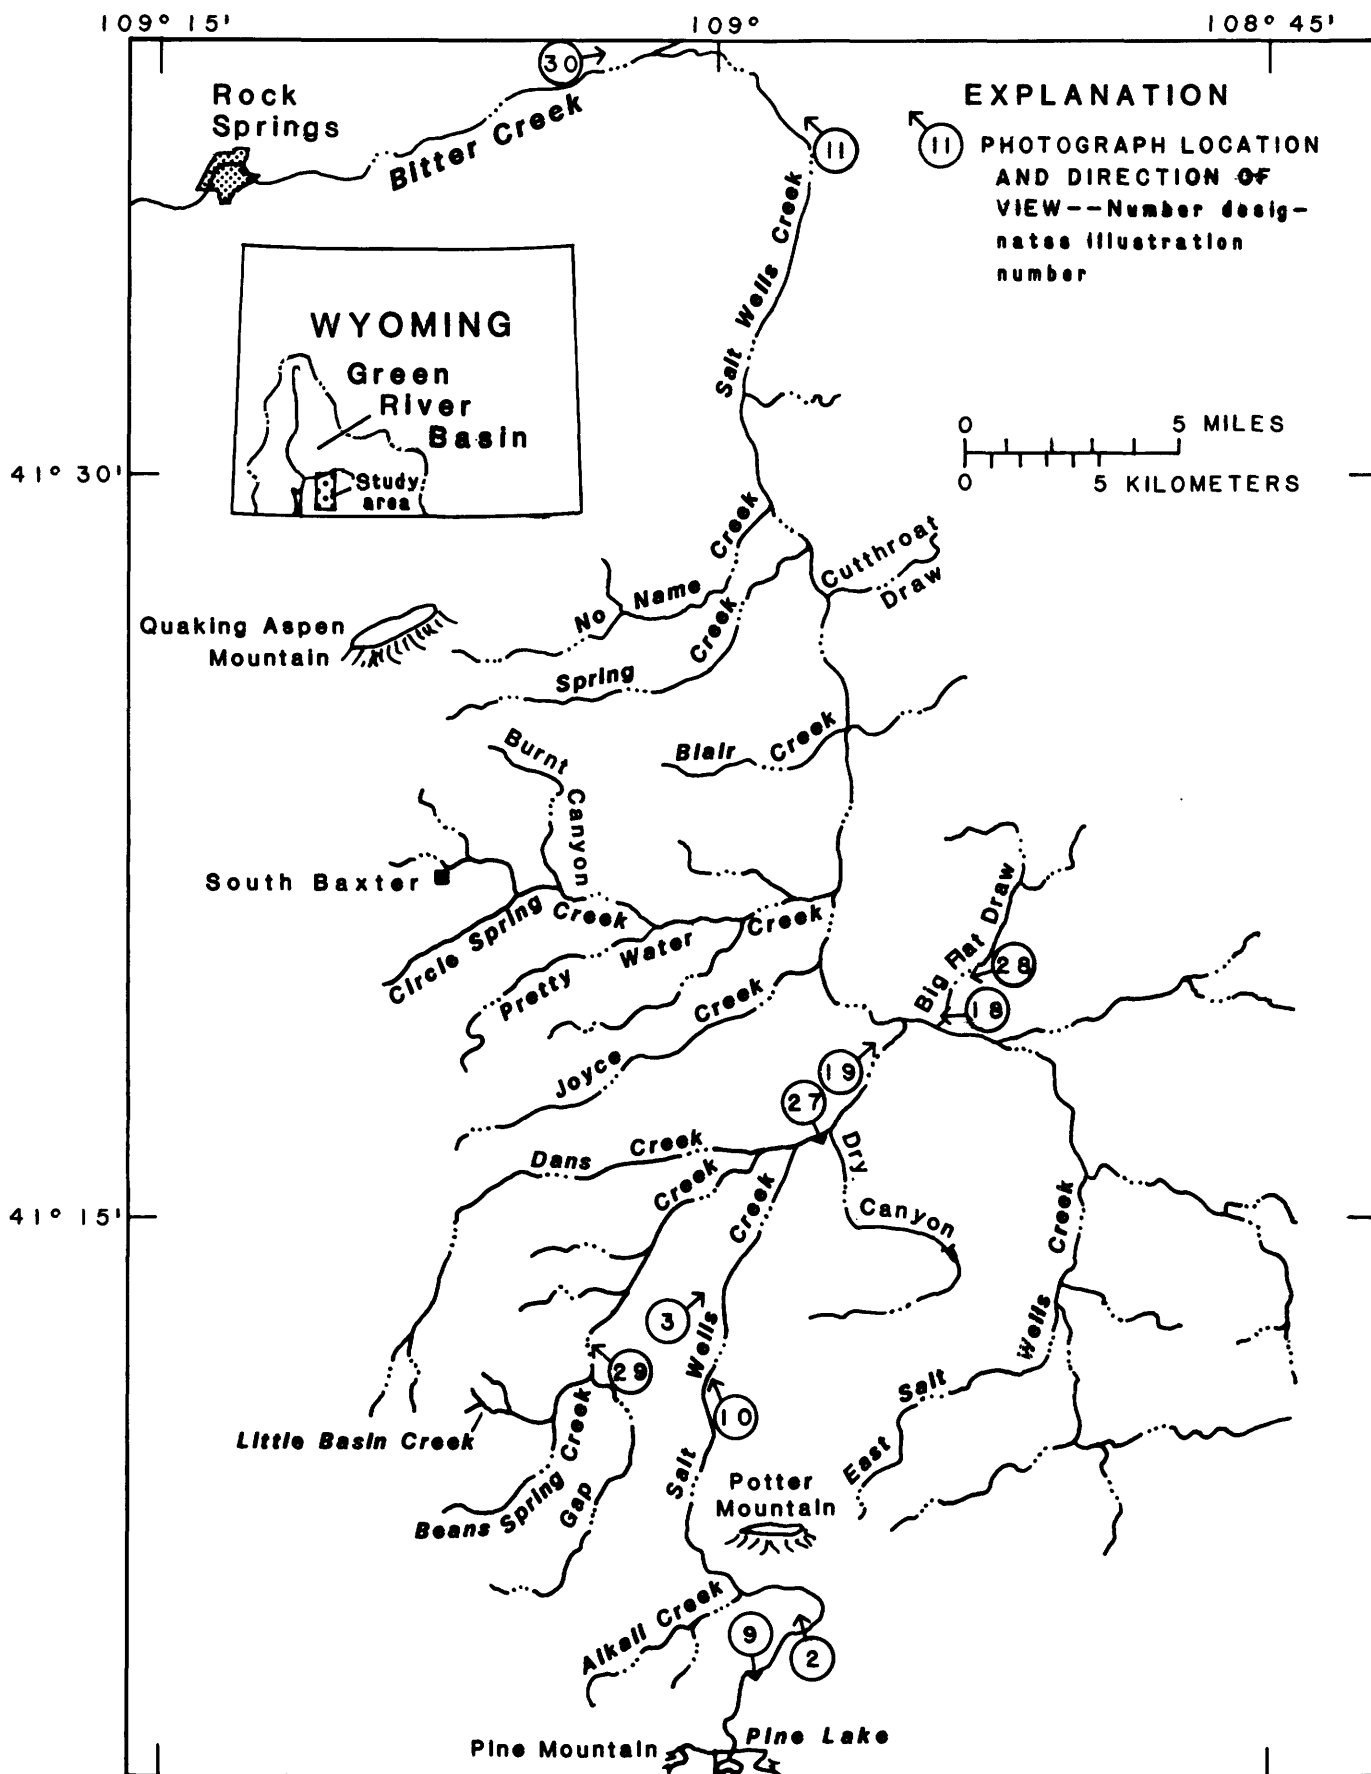 109° 15'
109°
108° 45'
30
Rock
Springs
Bitter Creek
11
EXPLANATION
11 PHOTOGRAPH LOCATION
AND DIRECTION OF
VIEW--Number desig-
nates illustration
number
Salt Wells Creek
WYOMING
Green
River
Basin
Study
area
0 5 MILES
0 5 KILOMETERS
41° 30'
No Name Creek
Cutthroat
Draw
Quaking Aspen
Mountain
Spring Creek
Burnt
Canyon
Blair Creek
South Baxter
Circle Spring Creek
Pretty Water Creek
Big Flat Draw
28
18
Joyce Creek
19
27
Dans Creek
Creek
Dry
Canyon
41° 15'
Creek
Wells
Salt
3
29
10
Little Basin Creek
Beans Spring Creek
Gap
East Salt Wells Creek
Potter
Mountain
Alkali Creek
9
2
Pine Mountain
Pine Lake